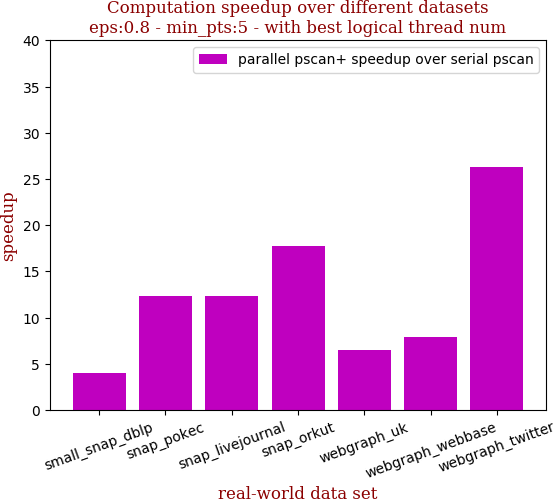 Computation speedup over different datasets
eps:0.8 - min_pts:5 - with best logical thread num
40
parallel pscan+ speedup over serial pscan
35
30
25
20
15
10
5
0
speedup
small_snap_dblp
snap_pokec
snap_livejournal
snap_orkut
webgraph_uk
webgraph_webbase
webgraph_twitter
real-world data set